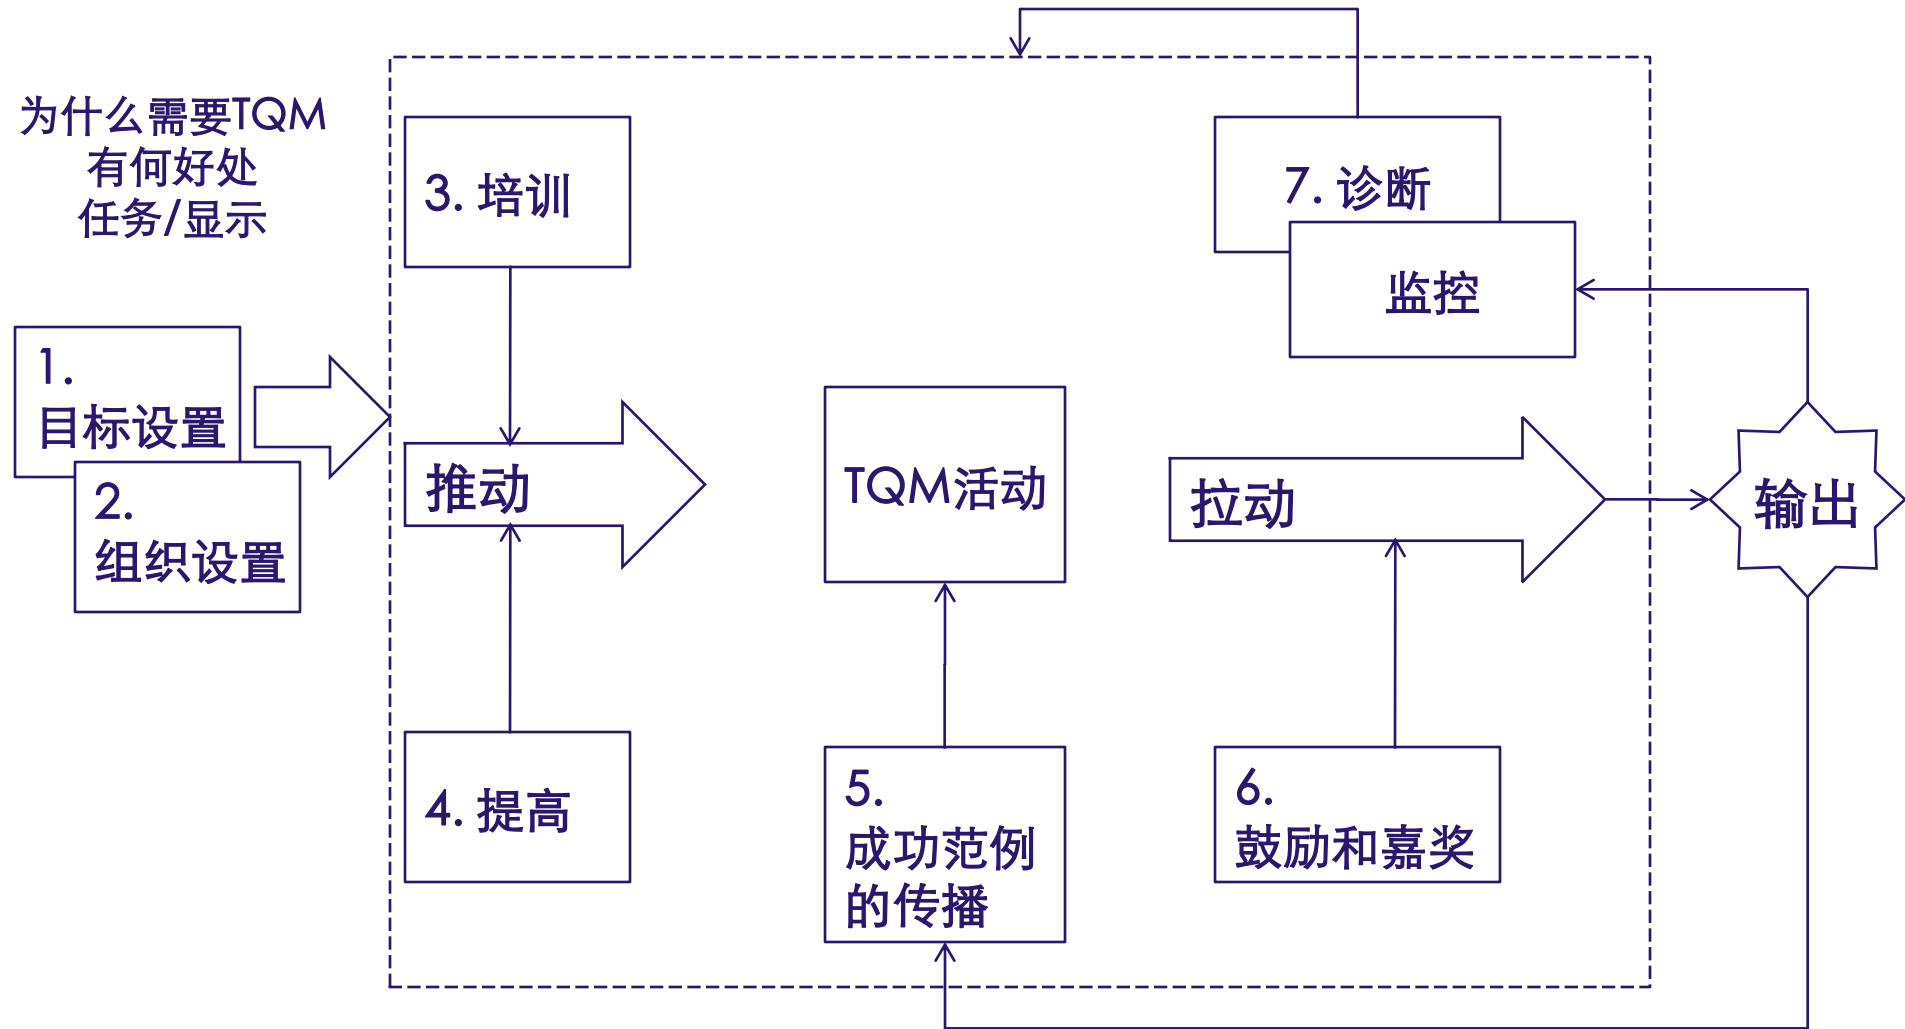 为什么需要TQM
有何好处
任务/显示
1.
目标设置
2.
组织设置
3. 培训
推动
4. 提高
TQM活动
5.
成功范例
的传播
7. 诊断
监控
拉动
6.
鼓励和嘉奖
输出